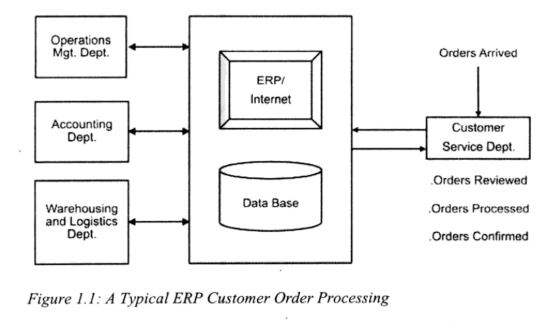 Operations
Mgt. Dept.
Accounting
Dept.
Warehousing
and Logistics
Dept.
ERP/
Internet
Data Base
Orders Arrived
Customer
Service Dept.
.Orders Reviewed
.Orders Processed
.Orders Confirmed
Figure 1.1: A Typical ERP Customer Order Processing